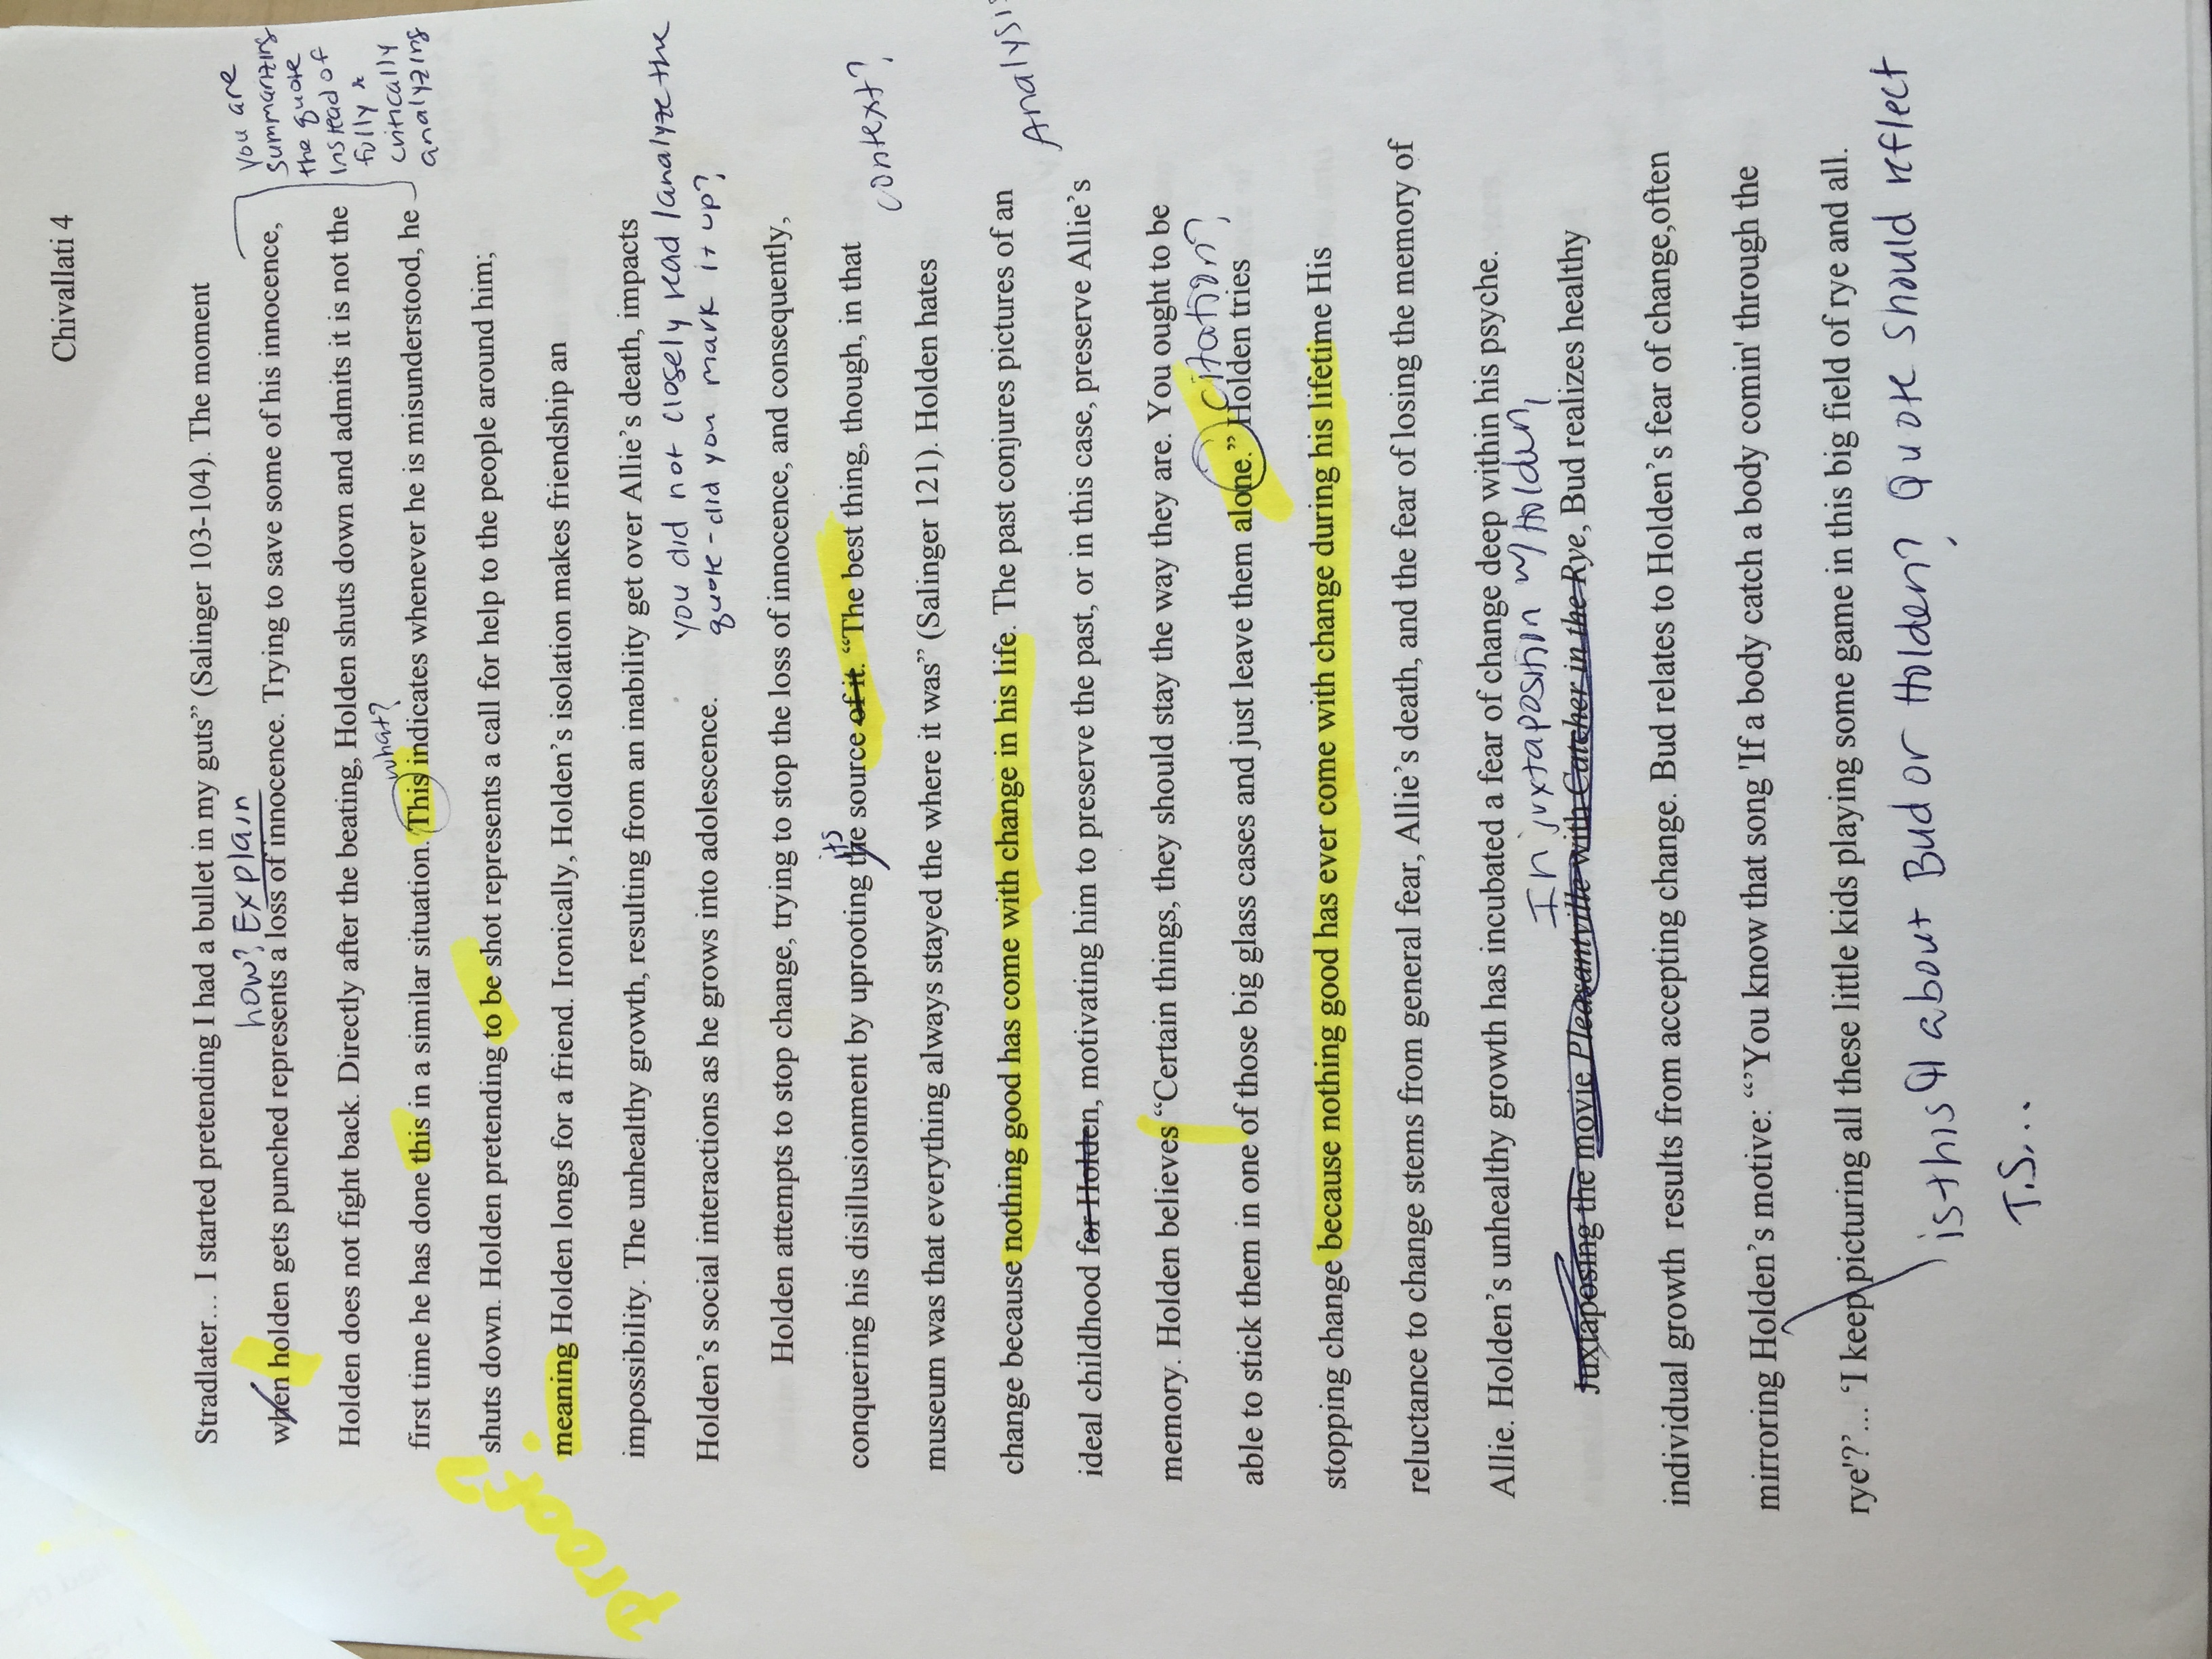 Chivallati 4
Stradlater… I started pretending I had a bullet in my guts” (Salinger 103-104). The moment
how? Explain
when holden gets punched represents a loss of innocence. Trying to save some of his innocence,
you are
summarizing
the quote
instead of
fully &
critically
analyzing
Holden does not fight back. Directly after the beating, Holden shuts down and admits it is not the
what?
first time he has done this in a similar situation. This indicates whenever he is misunderstood, he
proof?
shuts down. Holden pretending to be shot represents a call for help to the people around him;
meaning Holden longs for a friend. Ironically, Holden’s isolation makes friendship an
impossibility. The unhealthy growth, resulting from an inability get over Allie’s death, impacts
Holden’s social interactions as he grows into adolescence.
you did not closely read /analyze the
quote - did you mark it up?
Holden attempts to stop change, trying to stop the loss of innocence, and consequently,
its
conquering his disillusionment by uprooting the source of it. “The best thing, though, in that
context?
museum was that everything always stayed the where it was” (Salinger 121). Holden hates
change because nothing good has come with change in his life. The past conjures pictures of an
Analysis
ideal childhood for Holden, motivating him to preserve the past, or in this case, preserve Allie’s
memory. Holden believes “Certain things, they should stay the way they are. You ought to be
citation?
able to stick them in one of those big glass cases and just leave them alone.” Holden tries
stopping change because nothing good has ever come with change during his lifetime His
reluctance to change stems from general fear, Allie’s death, and the fear of losing the memory of
Allie. Holden’s unhealthy growth has incubated a fear of change deep within his psyche.
In juxtaposition w/ Holden,
Juxtaposing the movie Pleasantville with Catcher in the Rye, Bud realizes healthy
individual growth  results from accepting change. Bud relates to Holden’s fear of change,often
mirroring Holden’s motive: “’You know that song 'If a body catch a body comin' through the
rye'?’... ‘I keep picturing all these little kids playing some game in this big field of rye and all.
is this ¶ about Bud or Holden? Quote should reflect
T.S...